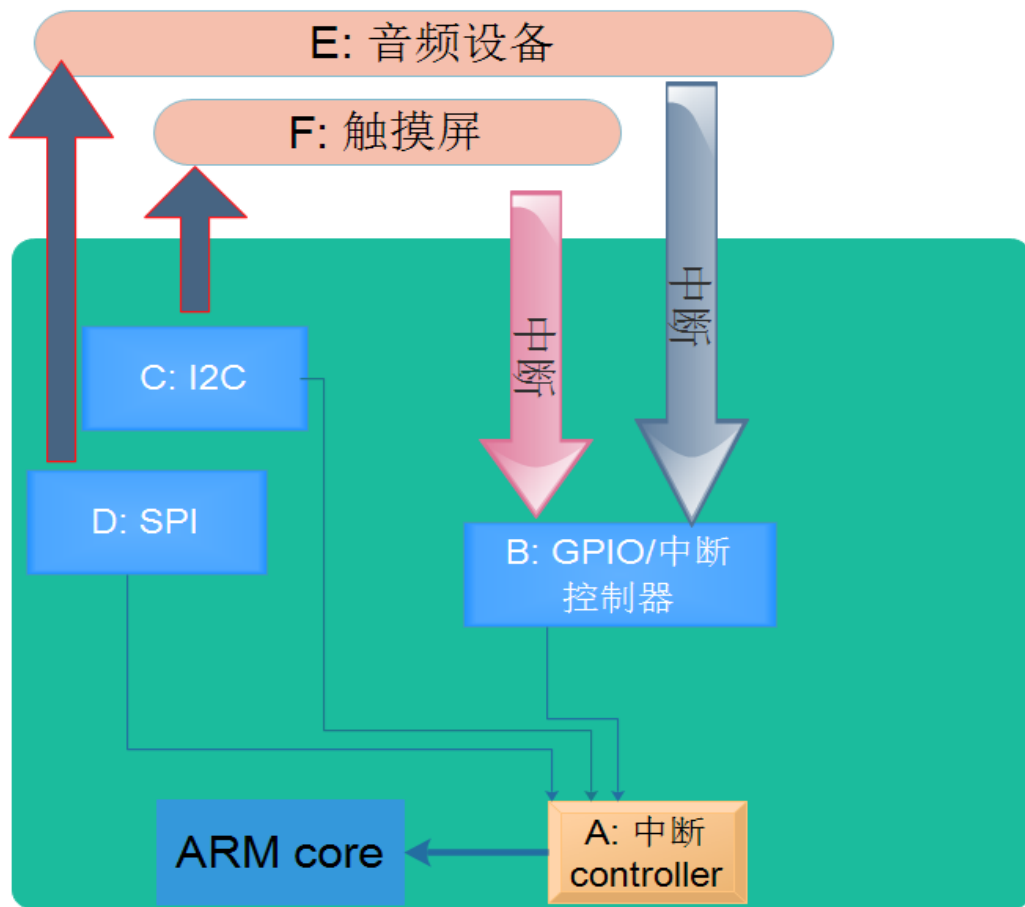 E: 音频设备
F: 触摸屏
中断
中断
C: I2C
D: SPI
B: GPIO/中断
控制器
ARM core
A: 中断
controller